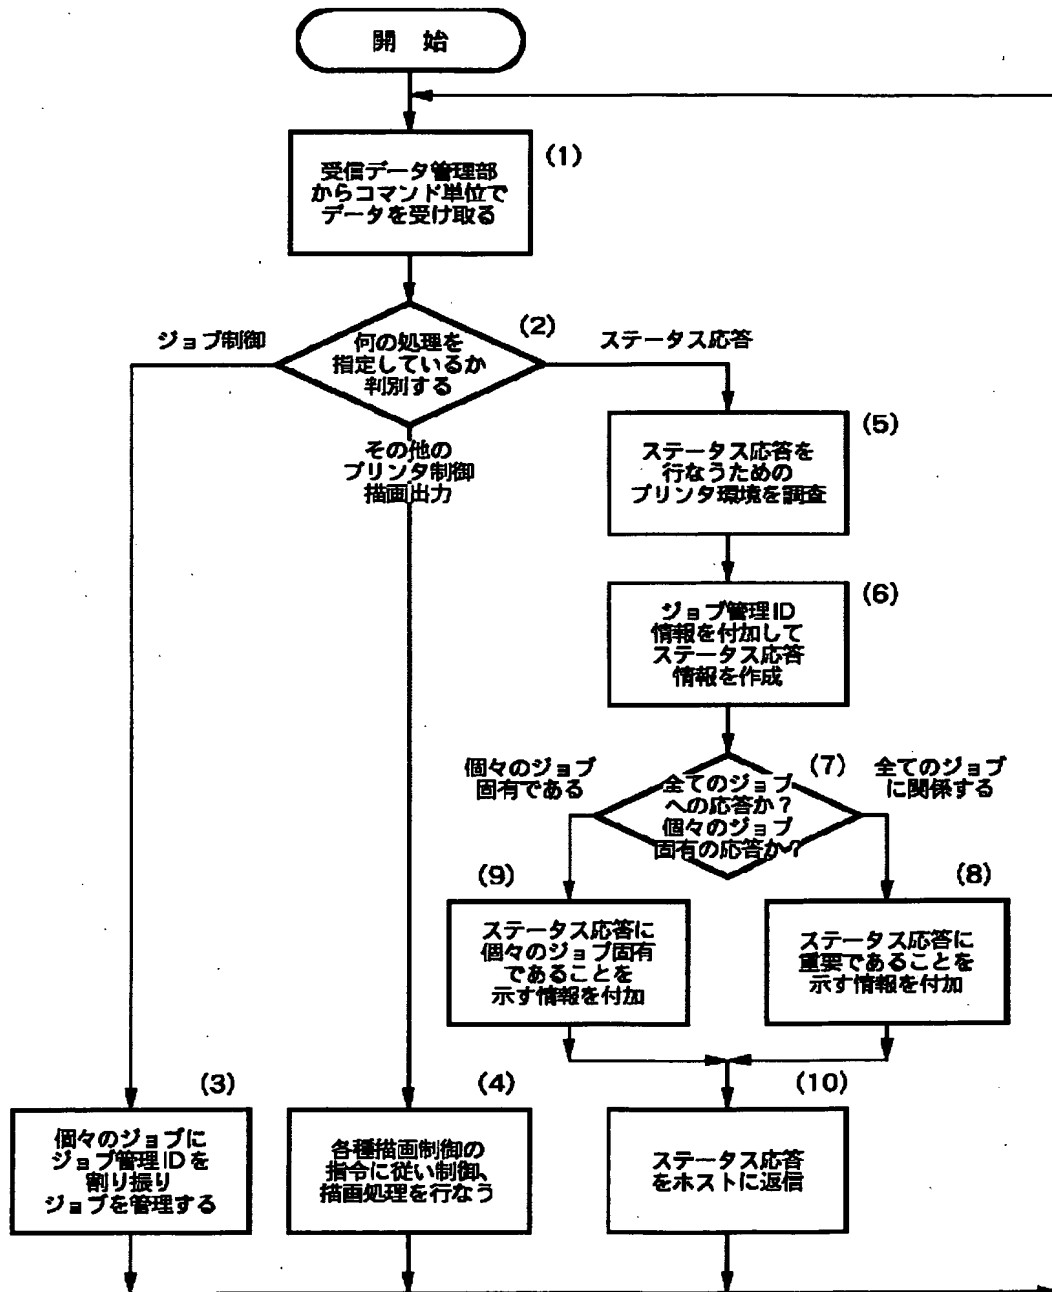 開 始
(1)
受信データ管理部
からコマンド単位で
データを受け取る
(2)
ジョブ制御
何の処理を
指定しているか
判別する
ステータス応答
その他の
プリンタ制御
描画出力
(5)
ステータス応答を
行なうための
プリンタ環境を調査
(6)
ジョブ管理ID
情報を付加して
ステータス応答
情報を作成
(7)
個々のジョブ
固有である
全てのジョブ
への応答か?
個々のジョブ
固有の応答か?
全てのジョブ
に関係する
(9)
ステータス応答に
個々のジョブ固有
であることを
示す情報を付加
(8)
ステータス応答に
重要であることを
示す情報を付加
(3)
個々のジョブに
ジョブ管理IDを
割り振り
ジョブを管理する
(4)
各種描画制御の
指令に従い制御、
描画処理を行なう
(10)
ステータス応答
をホストに返信